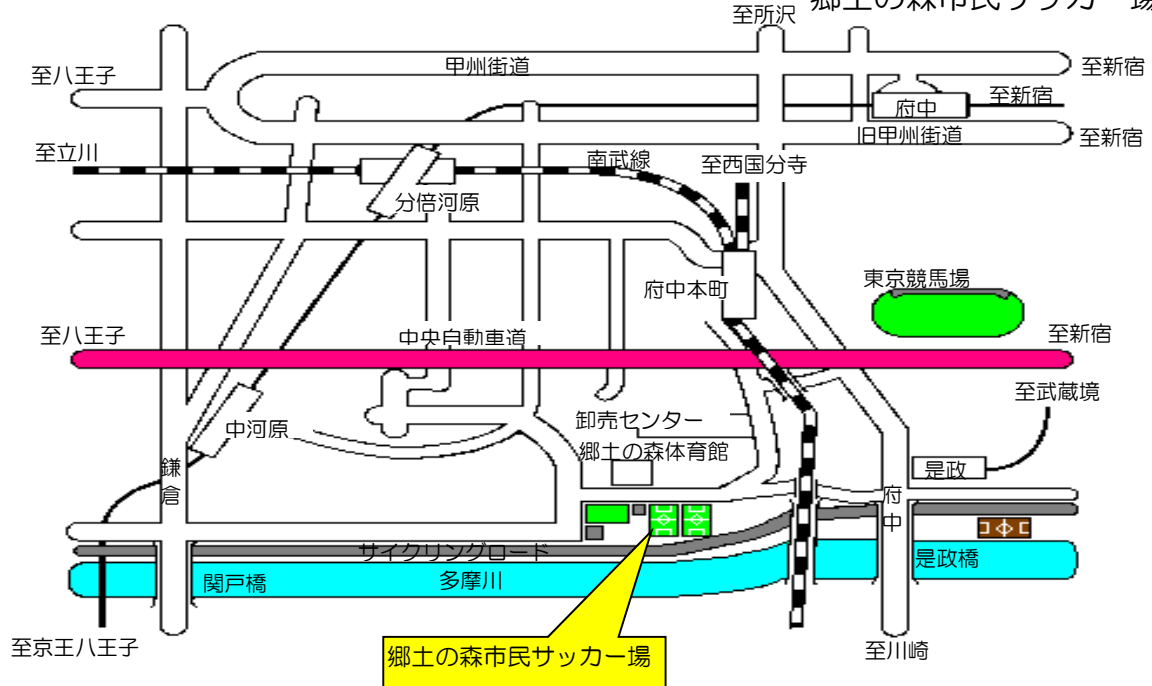 郷土の森市民サッカー場
至所沢
至八王子
甲州街道
至新宿
府中
至新宿
旧甲州街道
至新宿
至立川
南武線
至西国分寺
分倍河原
府中本町
東京競馬場
至八王子
中央自動車道
至新宿
至武蔵境
卸売センター
中河原
郷土の森体育館
鎌倉
是政
府中
サイクリングロード
関戸橋
多摩川
是政橋
至京王八王子
郷土の森市民サッカー場
至川崎